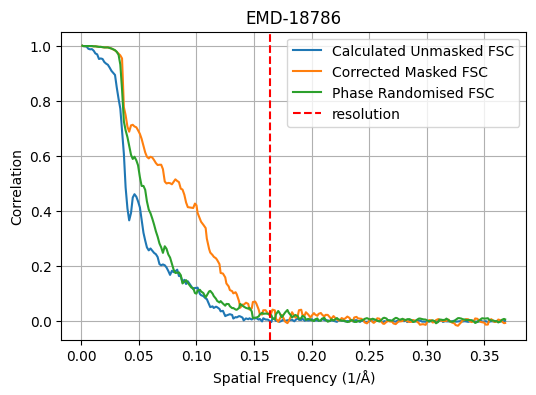 EMD-18786
Calculated Unmasked FSC
Corrected Masked FSC
Phase Randomised FSC
resolution
Correlation
1.0
0.8
0.6
0.4
0.2
0.0
0.00 0.05 0.10 0.15 0.20 0.25 0.30 0.35
Spatial Frequency (1/Å)